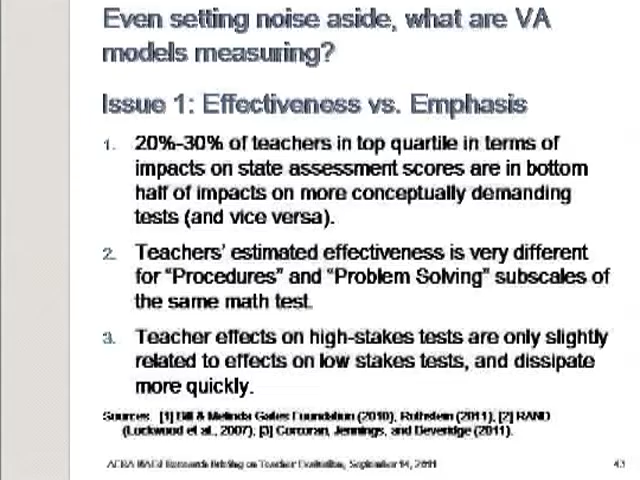 Even setting noise aside, what are VA
models measuring?
Issue 1: Effectiveness vs. Emphasis
1. 20%-30% of teachers in top quartile in terms of
impacts on state assessment scores are in bottom
half of impacts on more conceptually demanding
tests (and vice versa).
2. Teachers' estimated effectiveness is very different
for "Procedures" and "Problem Solving" subscales of
the same math test.
3. Teacher effects on high-stakes tests are only slightly
related to effects on low stakes tests, and dissipate
more quickly.
Sources: [1] Bill & Melinda Gates Foundation (2010), Rothstein (2011); [2] RAND
(Lockwood et al., 2007); [3] Corcoran, Jennings, and Beveridge (2011).
Research Briefing on Teacher Evaluation, September 14, 2011
43